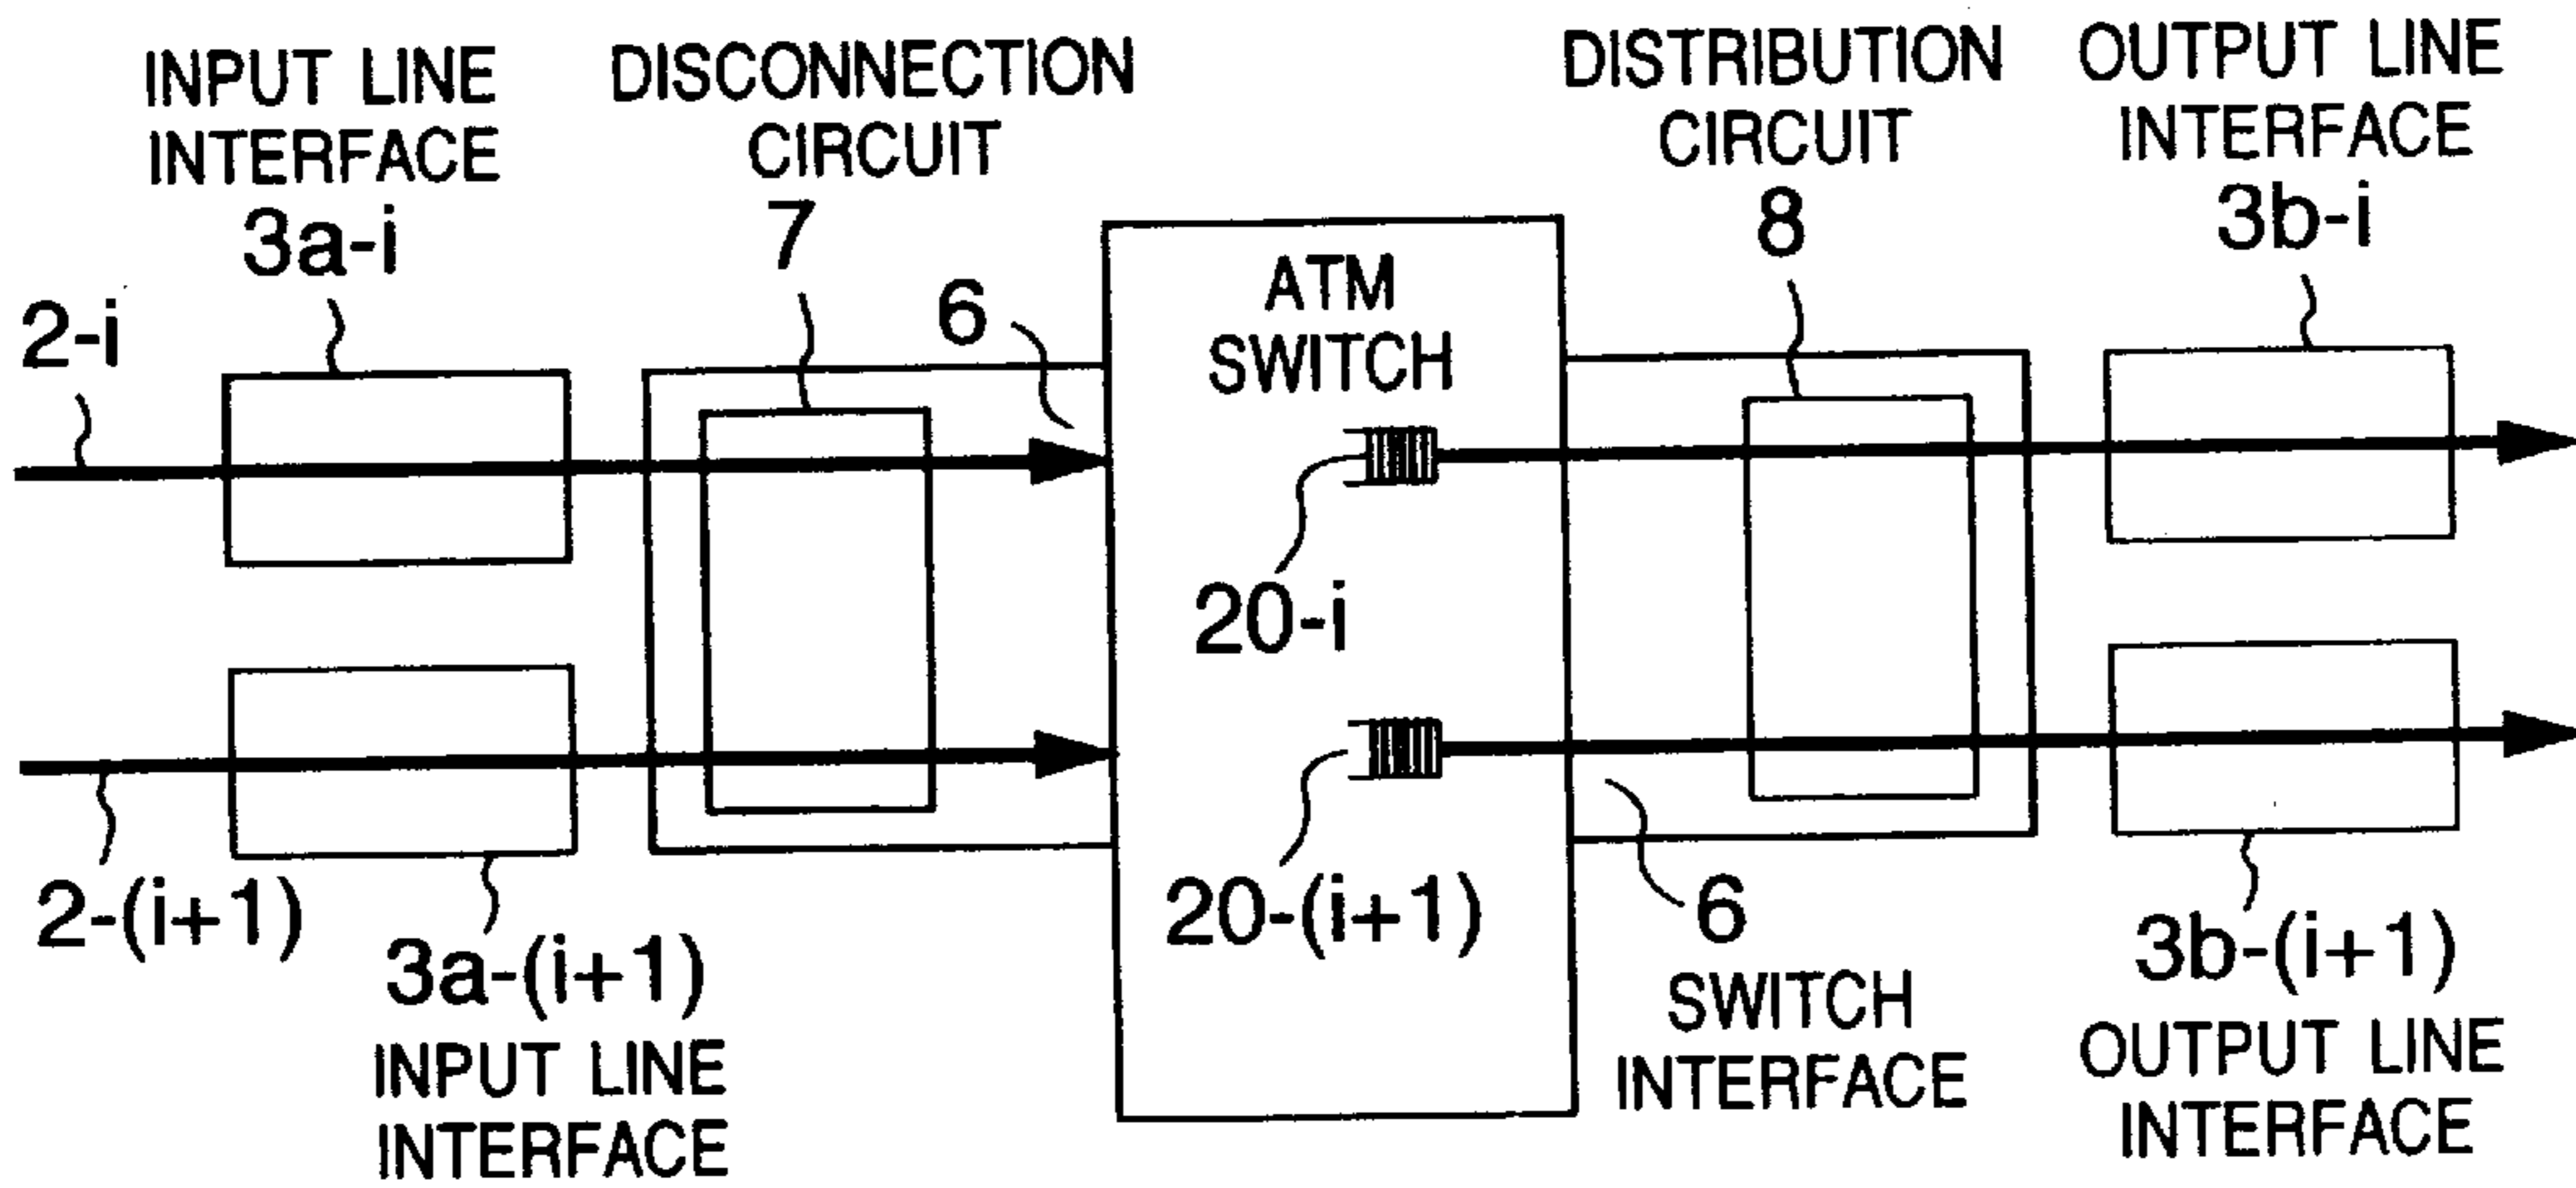 INPUT LINE
INTERFACE
3a-i
DISCONNECTION
CIRCUIT
7
DISTRIBUTION
CIRCUIT
8
OUTPUT LINE
INTERFACE
3b-i
2-i
6
ATM
SWITCH
20-i
2-(i+1)
3a-(i+1)
INPUT LINE
INTERFACE
20-(i+1)
6
SWITCH
INTERFACE
3b-(i+1)
OUTPUT LINE
INTERFACE